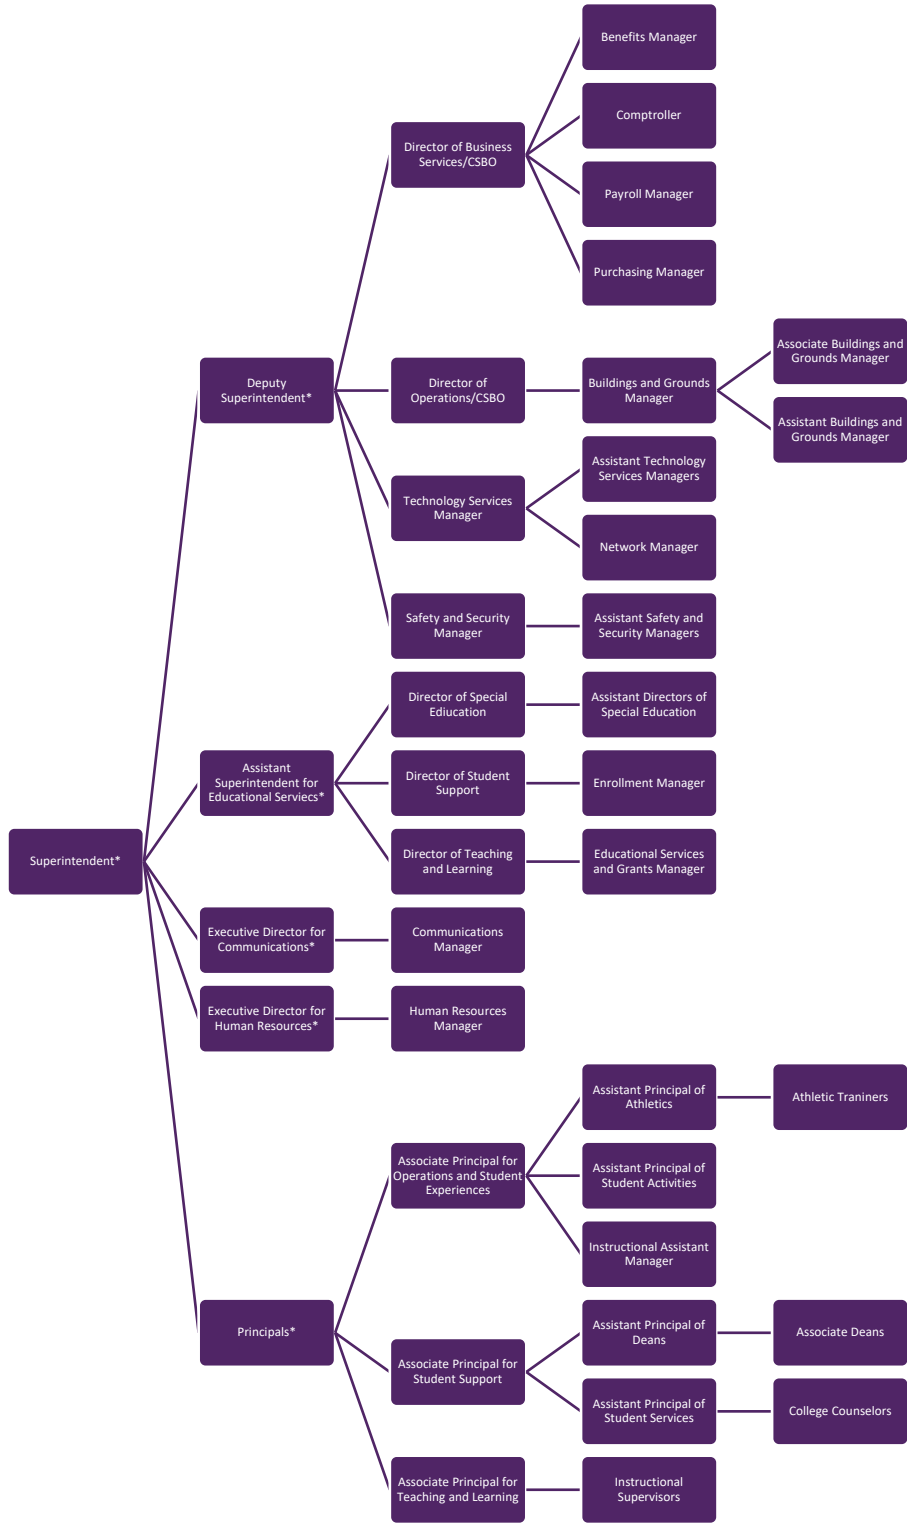 Benefits Manager
Comptroller
Director of Business
Services/CSBO
Payroll Manager
Purchasing Manager
Associate Buildings and
Grounds Manager
Deputy
Superintendent*
Director of
Operations/CSBO
Buildings and Grounds
Manager
Assistant Buildings and
Grounds Manager
Assistant Technology
Services Managers
Technology Services
Manager
Network Manager
Safety and Security
Manager
Assistant Safety and
Security Managers
Director of Special
Ediucation
Assistant Directors of
Special Education
Assistant
Superintendent for
Educational Serviecs*
Director of Student
Support
Enrollment Manager
Superintendent*
Director of Teaching
and Learning
Educational Services
and Grants Manager
Executive Director for
Communications*
Communications
Manager
Executive Director for
Human Resources*
Human Resources
Manager
Assistant Principal of
Athletics
Athletic Traniners
Associate Principal for
Operations and Student
Experiences
Assistant Principal of
Student Activities
Instructional Assistant
Manager
Principals*
Assistant Principal of
Deans
Associate Deans
Associate Principal for
Student Support
Assistant Principal of
Student Services
College Counselors
Associate Principal for
Teaching and Learning
Instructional
Supervisors